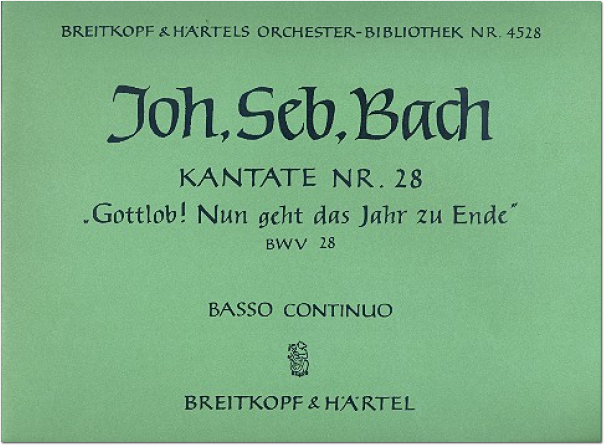 BREITKOPF & HÄRTELS ORCHESTER-BIBLIOTHEK NR. 4528
Joh. Seb. Bach
KANTATE NR. 28
„Gottlob! Nun geht das Jahr zu Ende“
BWV 28
BASSO CONTINUO
BREITKOPF & HÄRTEL